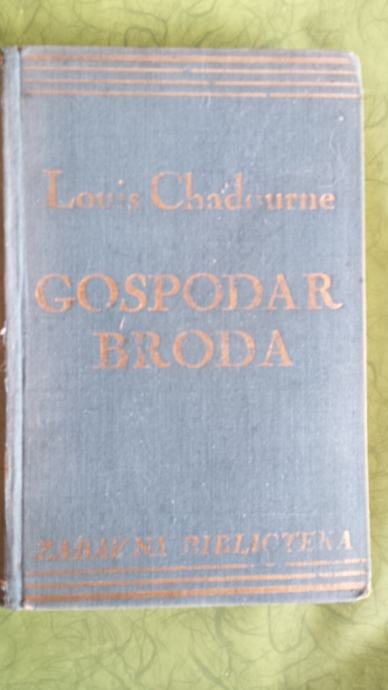 Louis Chadourne
GOSPODAR
BRODA
ZABAVNA BIBLIOTEKA